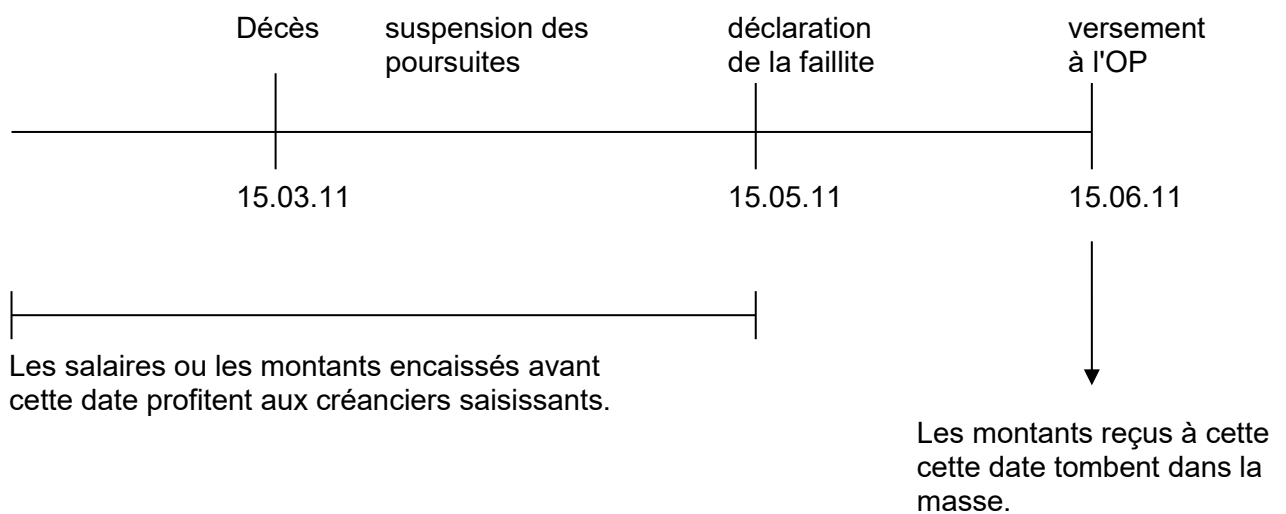 Décès
suspension des
poursuites
déclaration
de la faillite
versement
à l'OP
15.03.11
15.05.11
15.06.11
Les salaires ou les montants encaissés avant
cette date profitent aux créanciers saisissants.
Les montants reçus à cette
cette date tombent dans la
masse.